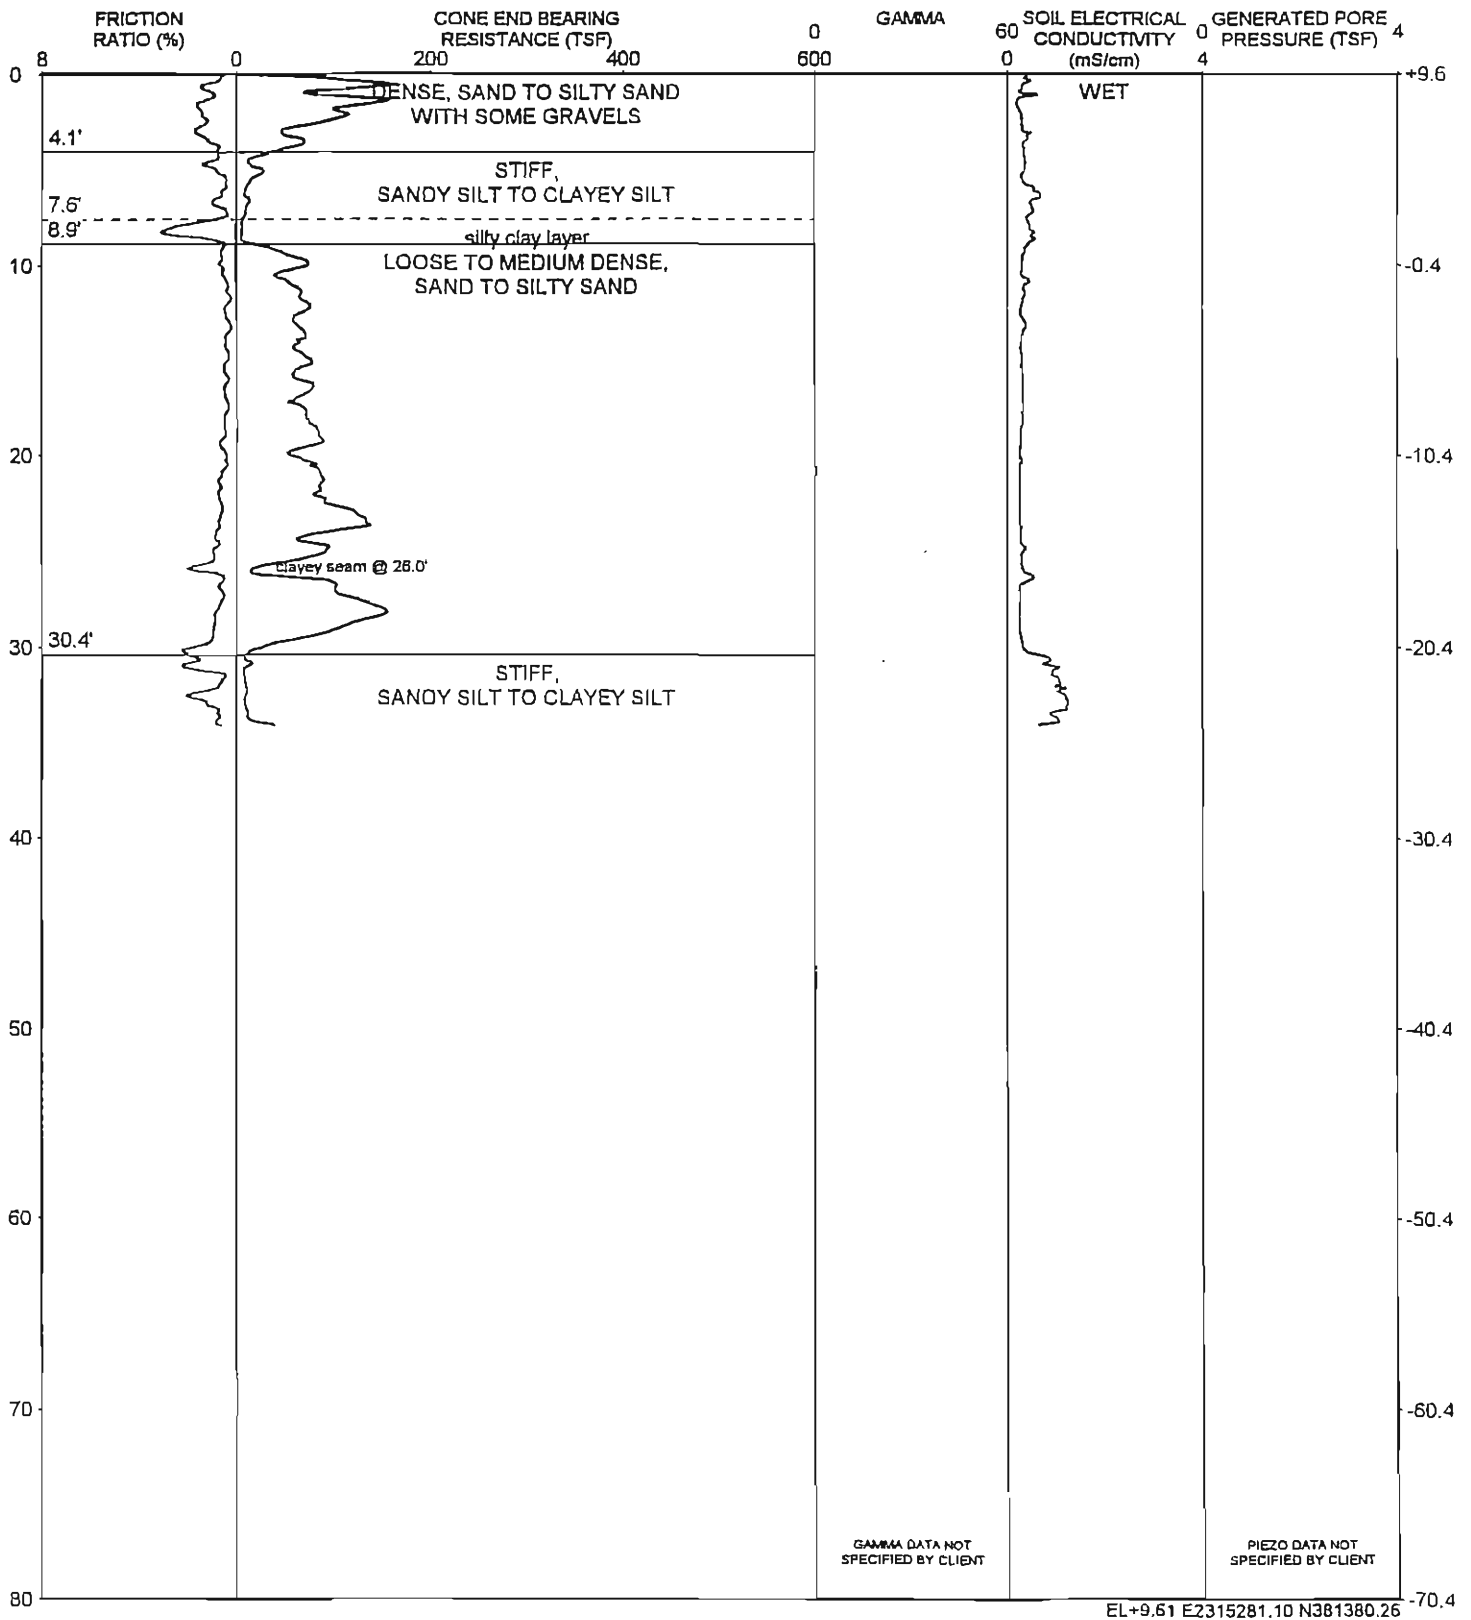 FRICTION
RATIO (%)
CONE END BEARING
RESISTANCE (TSF)
GAMMA
SOIL ELECTRICAL
CONDUCTIVITY
(mS/cm)
GENERATED PORE
PRESSURE (TSF)
8
0
200
400
600
0
60
0
4
0
4
0
10
20
30
40
50
60
70
80
+9.6
-0.4
-10.4
-20.4
-30.4
-40.4
-50.4
-60.4
-70.4
DENSE, SAND TO SILTY SAND
WITH SOME GRAVELS
WET
4.1'
STIFF,
SANDY SILT TO CLAYEY SILT
7.6'
silty clay layer
8.9'
LOOSE TO MEDIUM DENSE,
SAND TO SILTY SAND
clayey seam @ 26.0'
30.4'
STIFF,
SANDY SILT TO CLAYEY SILT
GAMMA DATA NOT
SPECIFIED BY CLIENT
PIEZO DATA NOT
SPECIFIED BY CLIENT
EL+9.61 E2315281.10 N381380.26